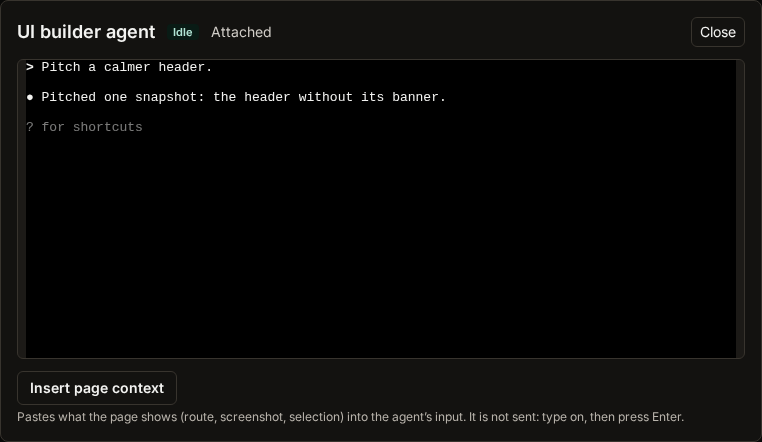 UI builder agent Idle Attached Close
> Pitch a calmer header.
● Pitched one snapshot: the header without its banner.
? for shortcuts
Insert page context
Pastes what the page shows (route, screenshot, selection) into the agent's input. It is not sent: type on, then press Enter.